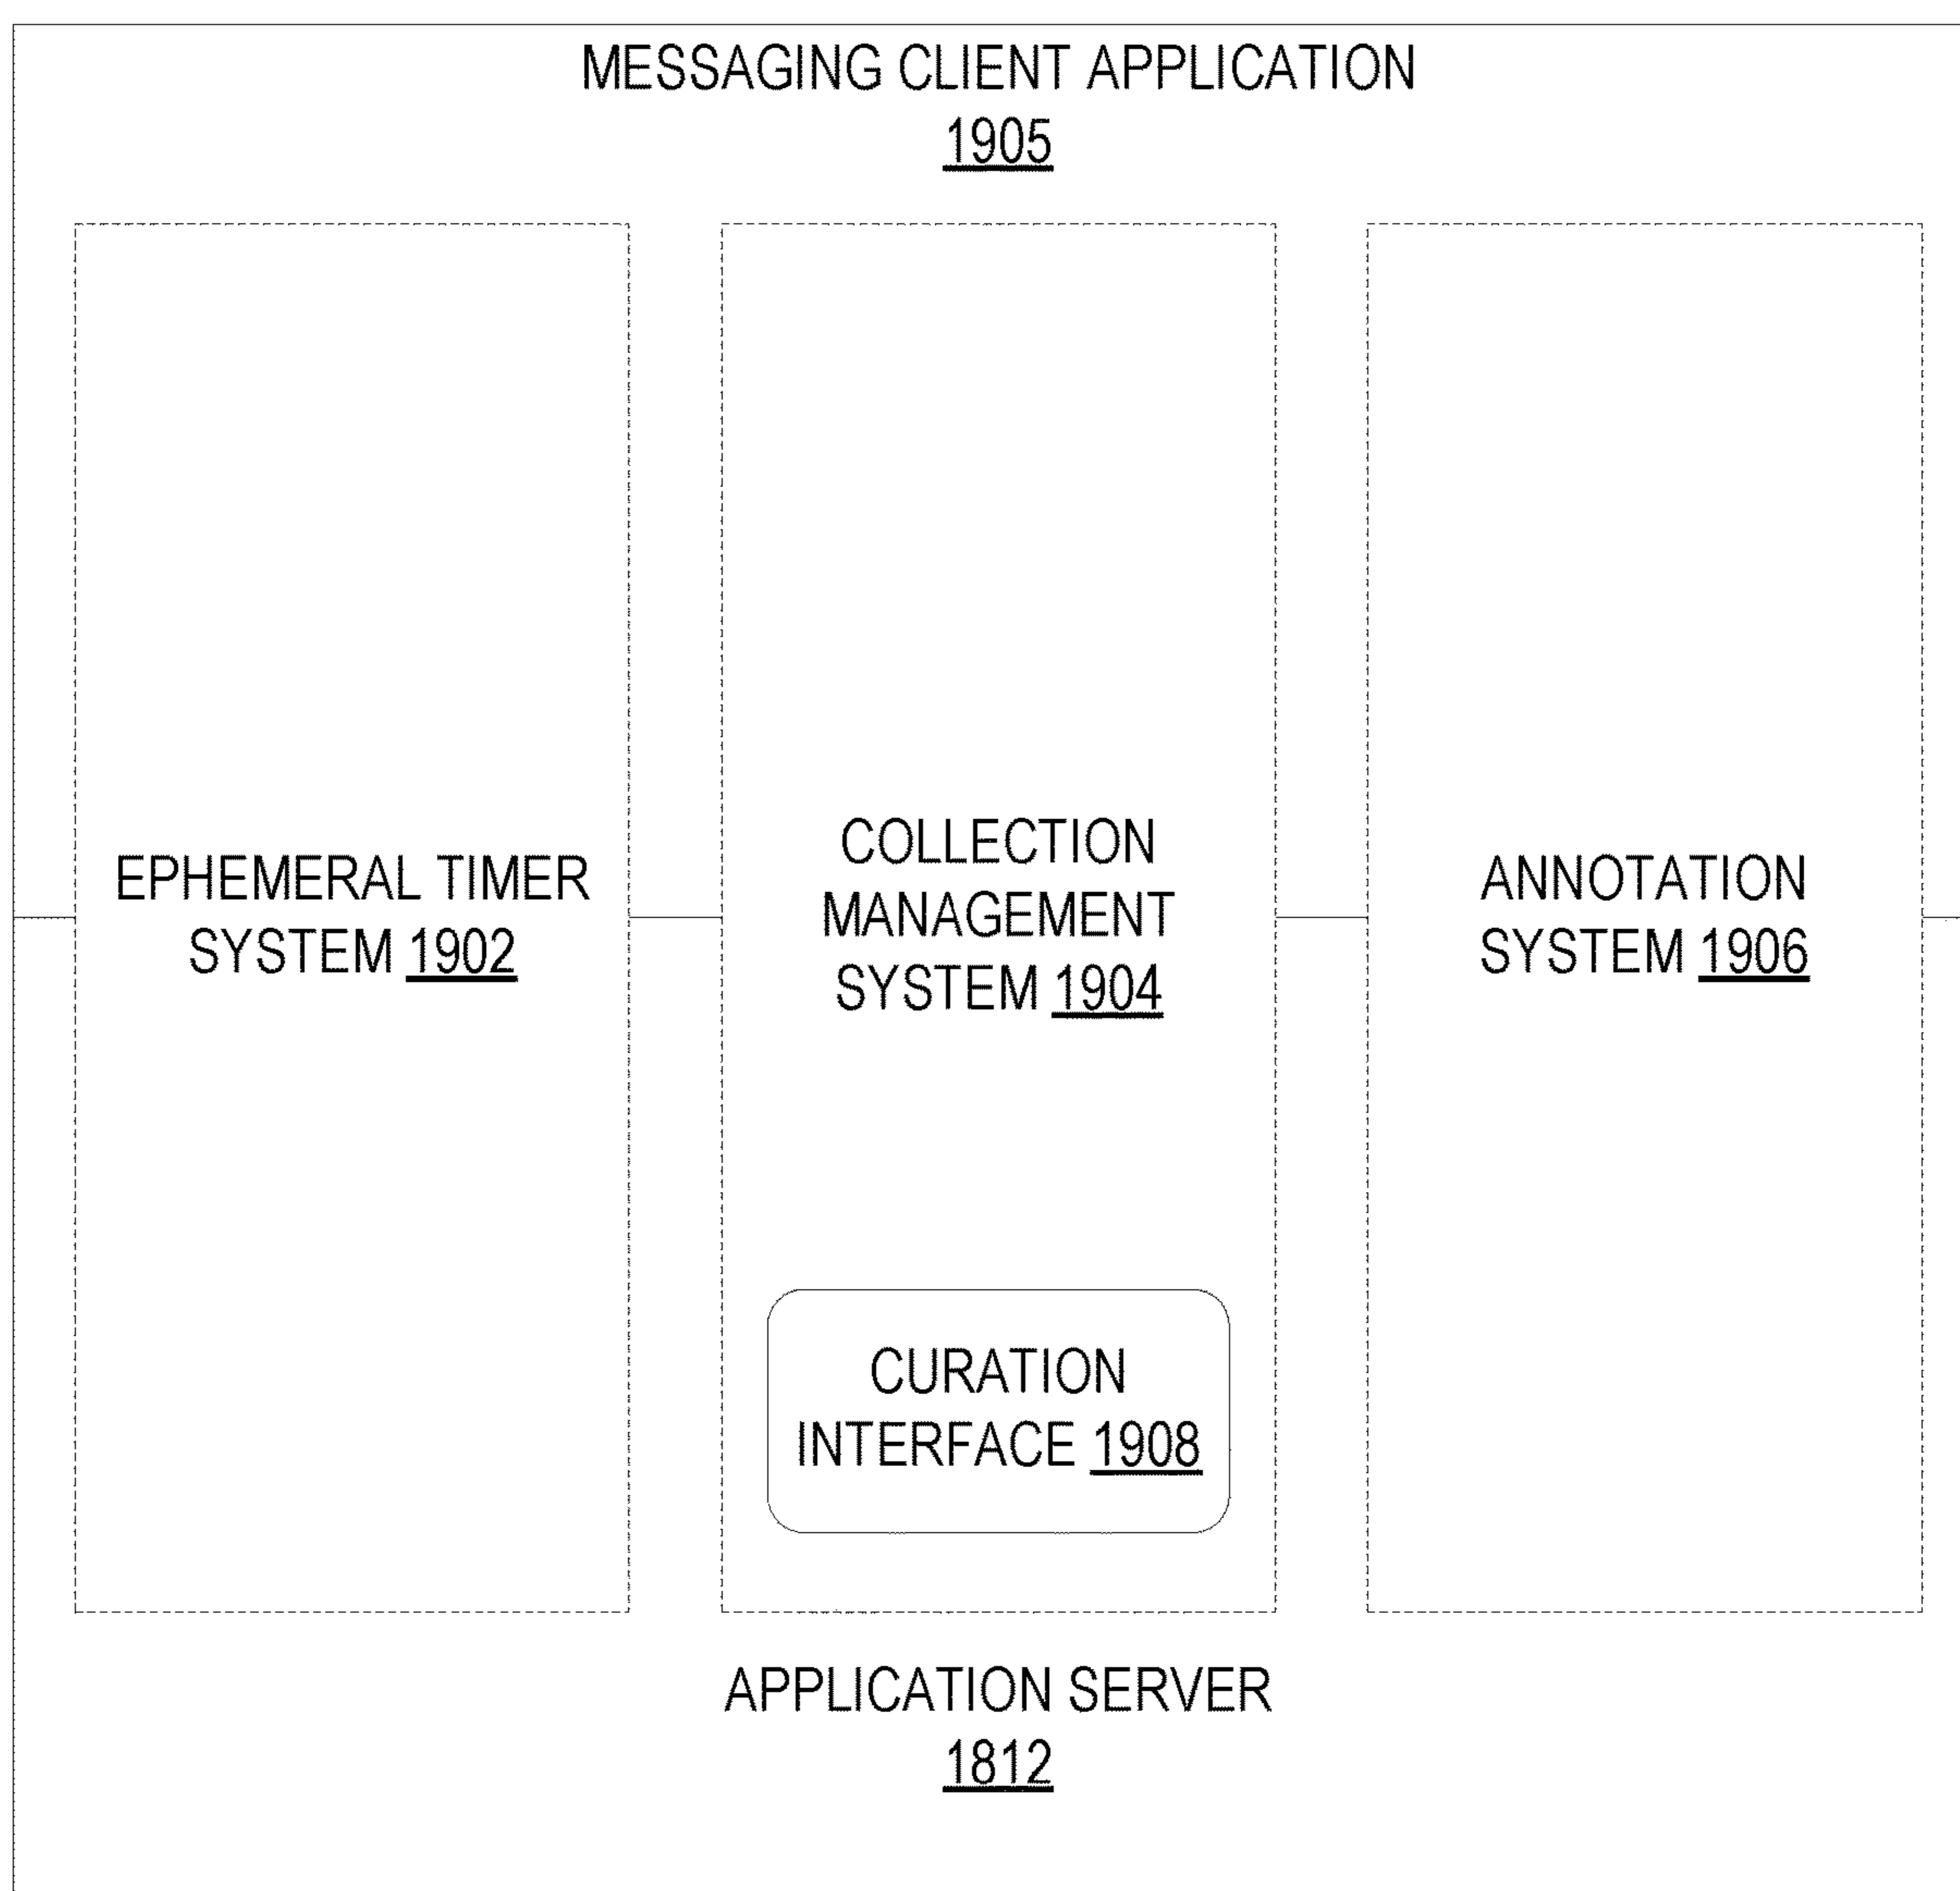 MESSAGING CLIENT APPLICATION
1905
EPHEMERAL TIMER
SYSTEM 1902
COLLECTION
MANAGEMENT
SYSTEM 1904
ANNOTATION
SYSTEM 1906
CURATION
INTERFACE 1908
APPLICATION SERVER
1812